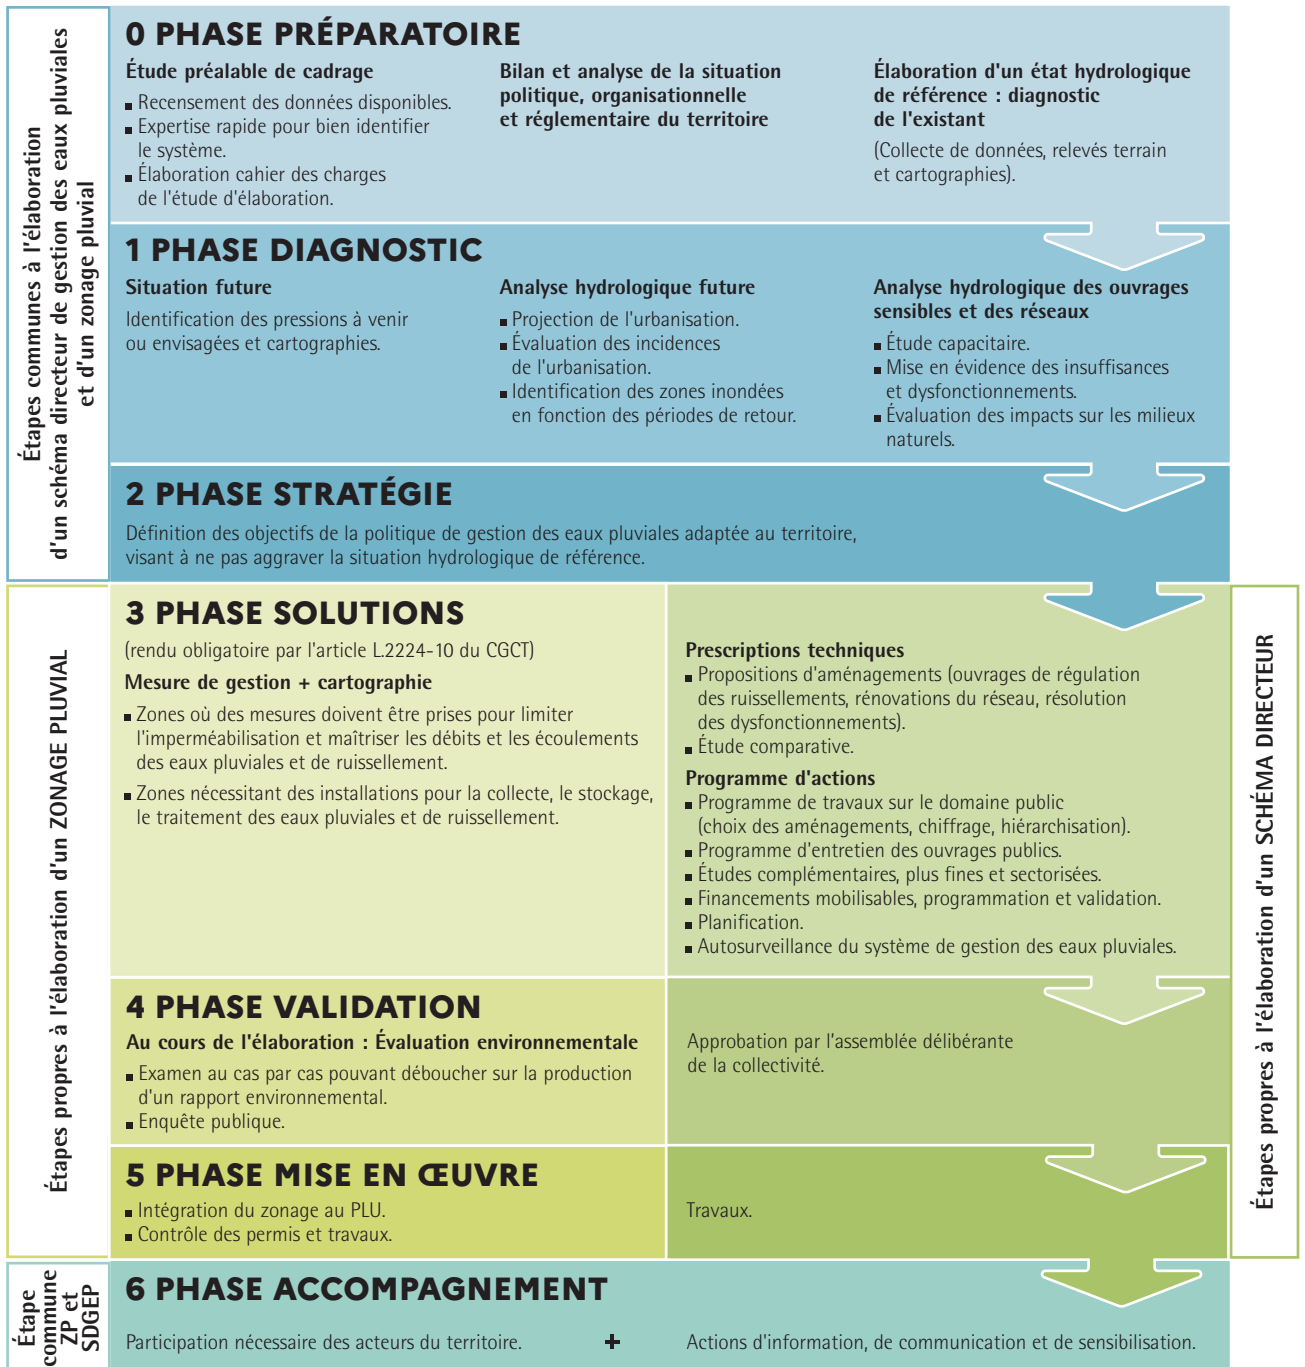 Étapes communes à l'élaboration
d'un schéma directeur de gestion des eaux pluviales
et d'un zonage pluvial
0 PHASE PRÉPARATOIRE
Étude préalable de cadrage
■ Recensement des données disponibles.
■ Expertise rapide pour bien identifier
le système.
■ Élaboration cahier des charges
de l'étude d'élaboration.
Bilan et analyse de la situation
politique, organisationnelle
et réglementaire du territoire
Élaboration d'un état hydrologique
de référence : diagnostic
de l'existant
(Collecte de données, relevés terrain
et cartographies).
1 PHASE DIAGNOSTIC
Situation future
Identification des pressions à venir
ou envisagées et cartographies.
Analyse hydrologique future
■ Projection de l'urbanisation.
■ Évaluation des incidences
de l'urbanisation.
■ Identification des zones inondées
en fonction des périodes de retour.
Analyse hydrologique des ouvrages
sensibles et des réseaux
■ Étude capacitaire.
■ Mise en évidence des insuffisances
et dysfonctionnements.
■ Évaluation des impacts sur les milieux
naturels.
2 PHASE STRATÉGIE
Définition des objectifs de la politique de gestion des eaux pluviales adaptée au territoire,
visant à ne pas aggraver la situation hydrologique de référence.
Étapes propres à l'élaboration d'un ZONAGE PLUVIAL
3 PHASE SOLUTIONS
(rendu obligatoire par l'article L.2224-10 du CGCT)
Mesure de gestion + cartographie
■ Zones où des mesures doivent être prises pour limiter
l'imperméabilisation et maîtriser les débits et les écoulements
des eaux pluviales et de ruissellement.
■ Zones nécessitant des installations pour la collecte, le stockage,
le traitement des eaux pluviales et de ruissellement.
Prescriptions techniques
■ Propositions d'aménagements (ouvrages de régulation
des ruissellements, rénovations du réseau, résolution
des dysfonctionnements).
■ Étude comparative.
Programme d'actions
■ Programme de travaux sur le domaine public
(choix des aménagements, chiffrage, hiérarchisation).
■ Programme d'entretien des ouvrages publics.
■ Études complémentaires, plus fines et sectorisées.
■ Financements mobilisables, programmation et validation.
■ Planification.
■ Autosurveillance du système de gestion des eaux pluviales.
Étapes propres à l'élaboration d'un SCHÉMA DIRECTEUR
4 PHASE VALIDATION
Au cours de l'élaboration : Évaluation environnementale
■ Examen au cas par cas pouvant déboucher sur la production
d'un rapport environnemental.
■ Enquête publique.
Approbation par l'assemblée délibérante
de la collectivité.
5 PHASE MISE EN ŒUVRE
■ Intégration du zonage au PLU.
■ Contrôle des permis et travaux.
Travaux.
Étape
commune
ZP et
SDGEP
6 PHASE ACCOMPAGNEMENT
Participation nécessaire des acteurs du territoire.
+
Actions d'information, de communication et de sensibilisation.